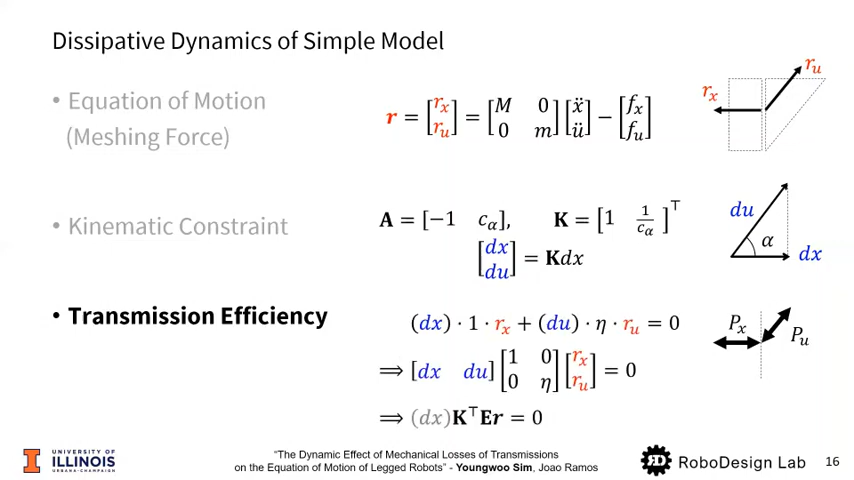 Dissipative Dynamics of Simple Model
• Equation of Motion
(Meshing Force)
𝒓 = [r_x; r_u] = [M 0; 0 m] [ẍ; ü] − [f_x; f_u]
r_x
r_u
• Kinematic Constraint
𝐀 = [−1 c_α], 𝐊 = [1 1/c_α]^⊤
[dx; du] = 𝐊dx
du
α
dx
• Transmission Efficiency
(dx) · 1 · r_x + (du) · η · r_u = 0
⟹ [dx du] [1 0; 0 η] [r_x; r_u] = 0
⟹ (dx)𝐊^⊤𝐄𝒓 = 0
P_x
P_u
I
UNIVERSITY OF
ILLINOIS
URBANA-CHAMPAIGN
"The Dynamic Effect of Mechanical Losses of Transmissions
on the Equation of Motion of Legged Robots" - Youngwoo Sim, Joao Ramos
RoboDesign Lab
16